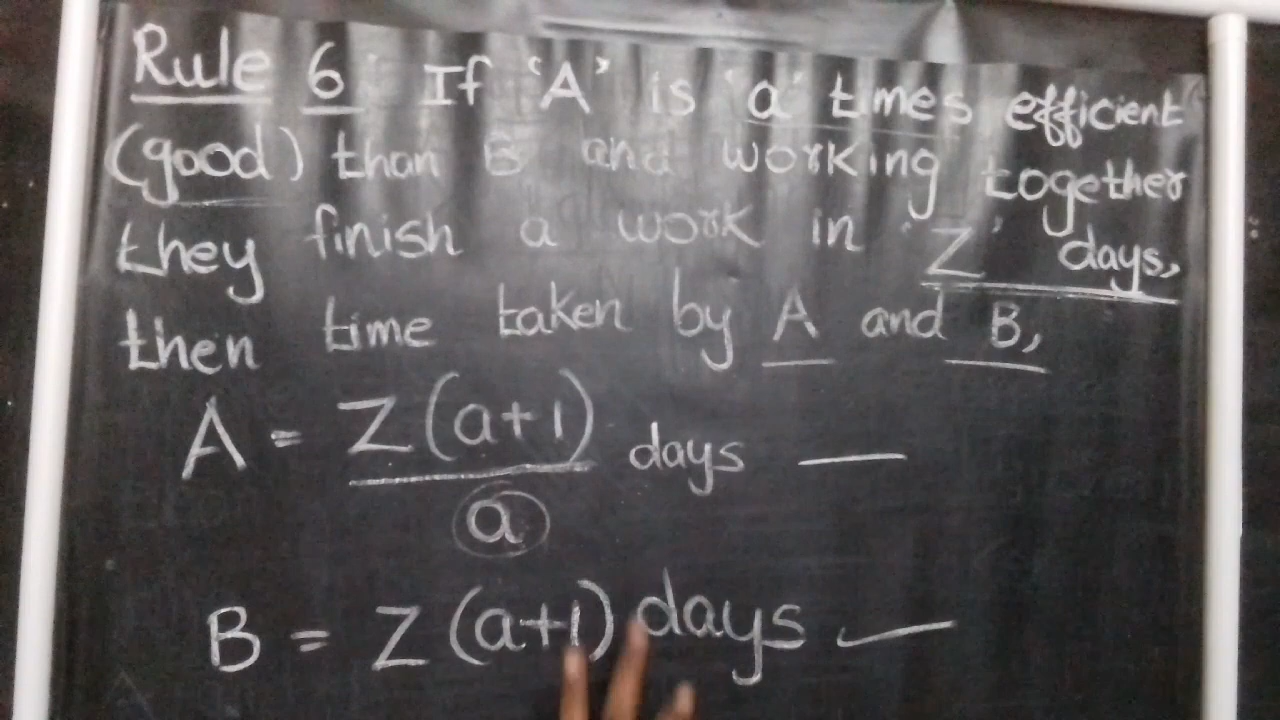 Rule 6: If 'A' is 'a' times efficient
(good) than B and working together
they finish a work in 'Z' days,
then time taken by A and B,
A = Z(a+1)
a
days
B = Z(a+1) days